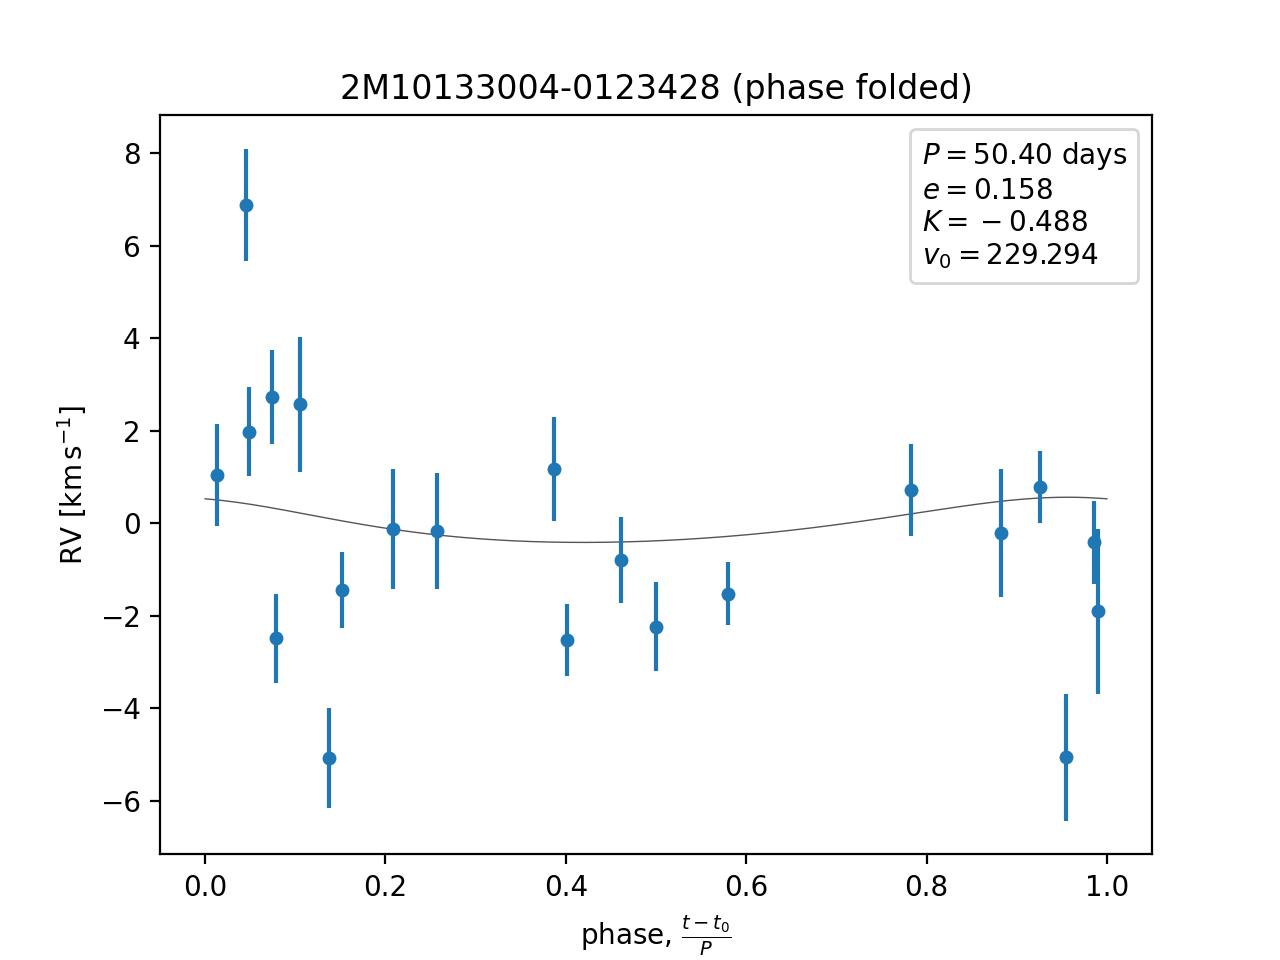 2M10133004-0123428 (phase folded)
P = 50.40 days
e = 0.158
K = −0.488
v₀ = 229.294
8
6
4
2
0
−2
−4
−6
RV [km s⁻¹]
0.0 0.2 0.4 0.6 0.8 1.0
phase, (t − t₀)/P